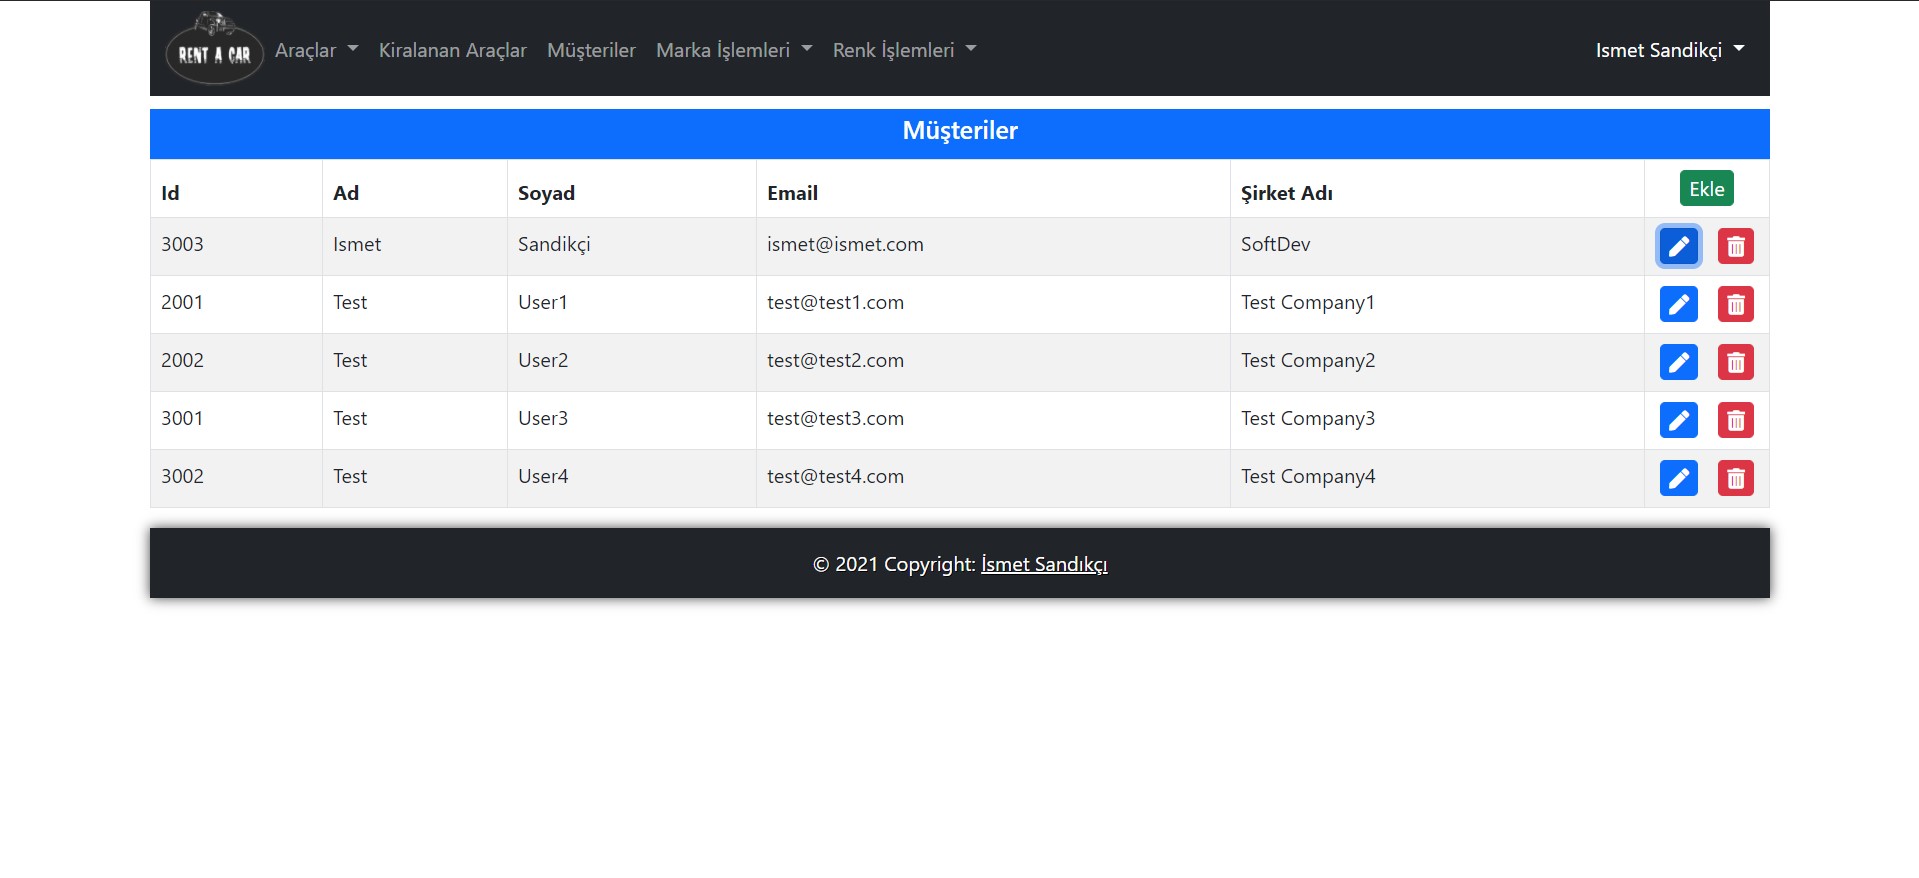 RENT A CAR
Araçlar Kiralanan Araçlar Müşteriler Marka İşlemleri Renk İşlemleri Ismet Sandikçi
Müşteriler
Id Ad Soyad Email Şirket Adı Ekle
3003 Ismet Sandikçi ismet@ismet.com SoftDev
2001 Test User1 test@test1.com Test Company1
2002 Test User2 test@test2.com Test Company2
3001 Test User3 test@test3.com Test Company3
3002 Test User4 test@test4.com Test Company4
© 2021 Copyright: İsmet Sandıkçı